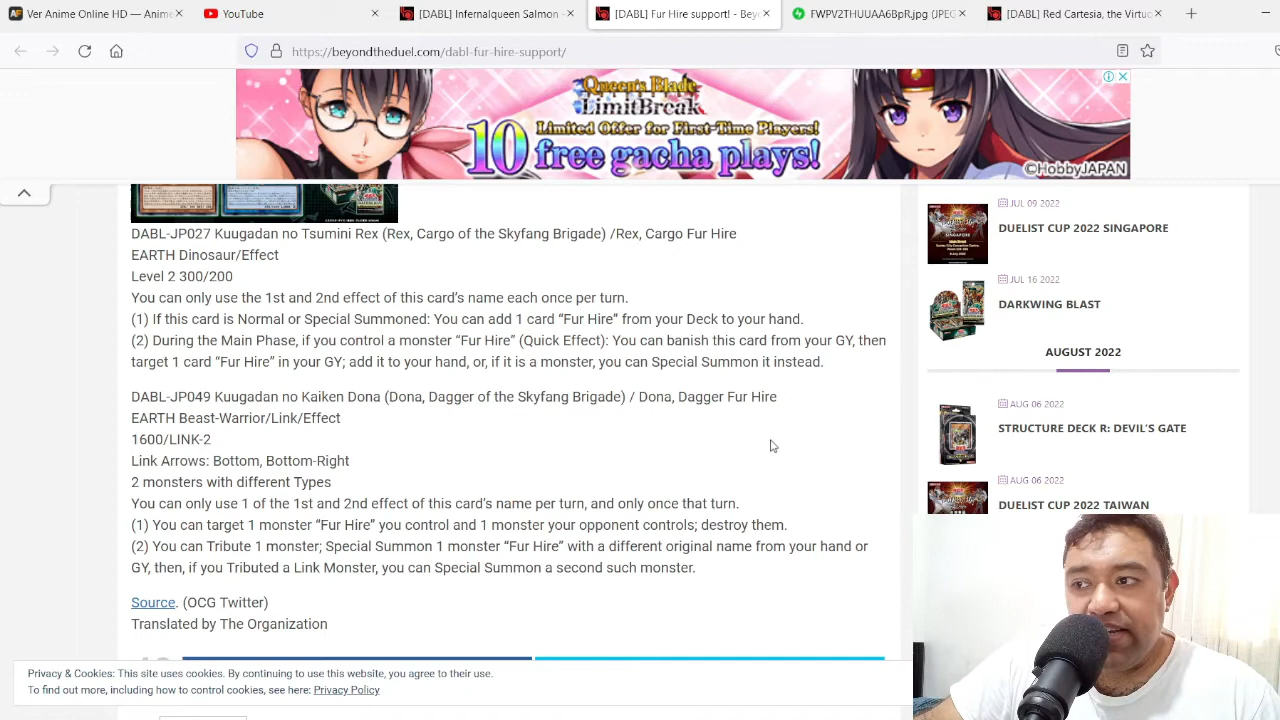 Ver Anime Online HD — Anime
YouTube
[DABL] Infernalqueen Salmon -
[DABL] Fur Hire support! - Beyo
FWV2THUUAA6BpRjpg (JPEG
[DABL] Red Cartesia, the Virtuo
https://beyondtheduel.com/dabl-fur-hire-support/
Queen's Blade
LimitBreak
Limited Offer for First-Time Players!
10 free gacha plays!
©HobbyJAPAN
DABL-JP027 Kuugadan no Tsumini Rex (Rex, Cargo of the Skyfang Brigade) /Rex, Cargo Fur Hire
EARTH Dinosaur/Effect
Level 2 300/200
You can only use the 1st and 2nd effect of this card's name each once per turn.
(1) If this card is Normal or Special Summoned: You can add 1 card “Fur Hire” from your Deck to your hand.
(2) During the Main Phase, if you control a monster “Fur Hire” (Quick Effect): You can banish this card from your GY, then
target 1 card “Fur Hire” in your GY; add it to your hand, or, if it is a monster, you can Special Summon it instead.
DABL-JP049 Kuugadan no Kaiken Dona (Dona, Dagger of the Skyfang Brigade) / Dona, Dagger Fur Hire
EARTH Beast-Warrior/Link/Effect
1600/LINK-2
Link Arrows: Bottom, Bottom-Right
2 monsters with different Types
You can only use of the 1st and 2nd effect of this card's name per turn, and only once that turn.
(1) You can target 1 monster “Fur Hire” you control and 1 monster your opponent controls; destroy them.
(2) You can Tribute 1 monster; Special Summon 1 monster “Fur Hire” with a different original name from your hand or
GY, then, if you Tributed a Link Monster, you can Special Summon a second such monster.
Source. (OCG Twitter)
Translated by The Organization
JUL 09 2022
DUELIST CUP 2022 SINGAPORE
JUL 16 2022
DARKWING BLAST
AUGUST 2022
AUG 06 2022
STRUCTURE DECK R: DEVIL'S GATE
AUG 06 2022
DUELIST CUP 2022 TAIWAN
Privacy & Cookies: This site uses cookies. By continuing to use this website, you agree to their use.
To find out more, including how to control cookies, see here: Privacy Policy